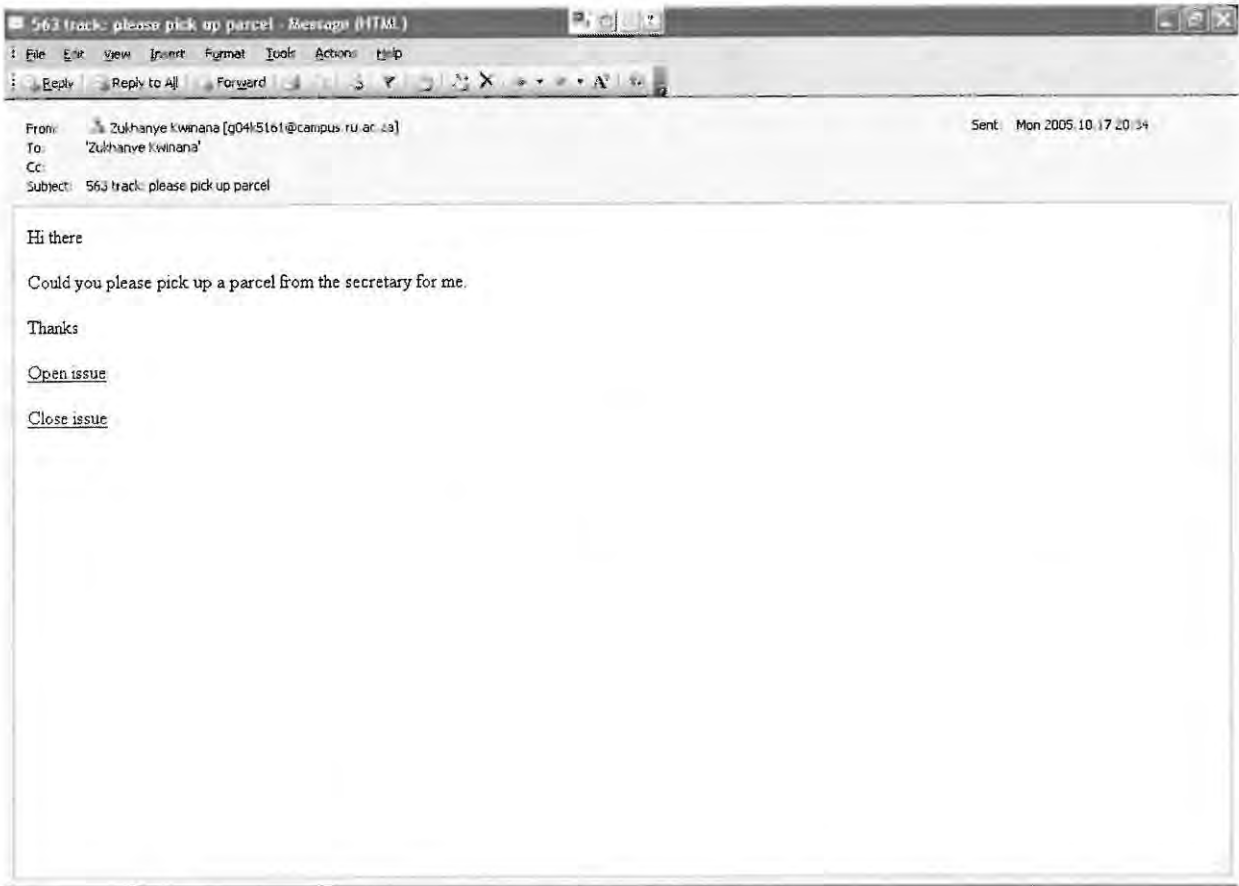 563 track: please pick up parcel - Message (HTML)
File Edit View Insert Format Tools Actions Help
Reply Reply to All Forward
From: Zukhanye Kwinana [g04k5161@campus.ru.ac.za]
Sent: Mon 2005.10.17 20:34
To: 'Zukhanye Kwinana'
Cc:
Subject: 563 track: please pick up parcel
Hi there
Could you please pick up a parcel from the secretary for me.
Thanks
Open issue
Close issue